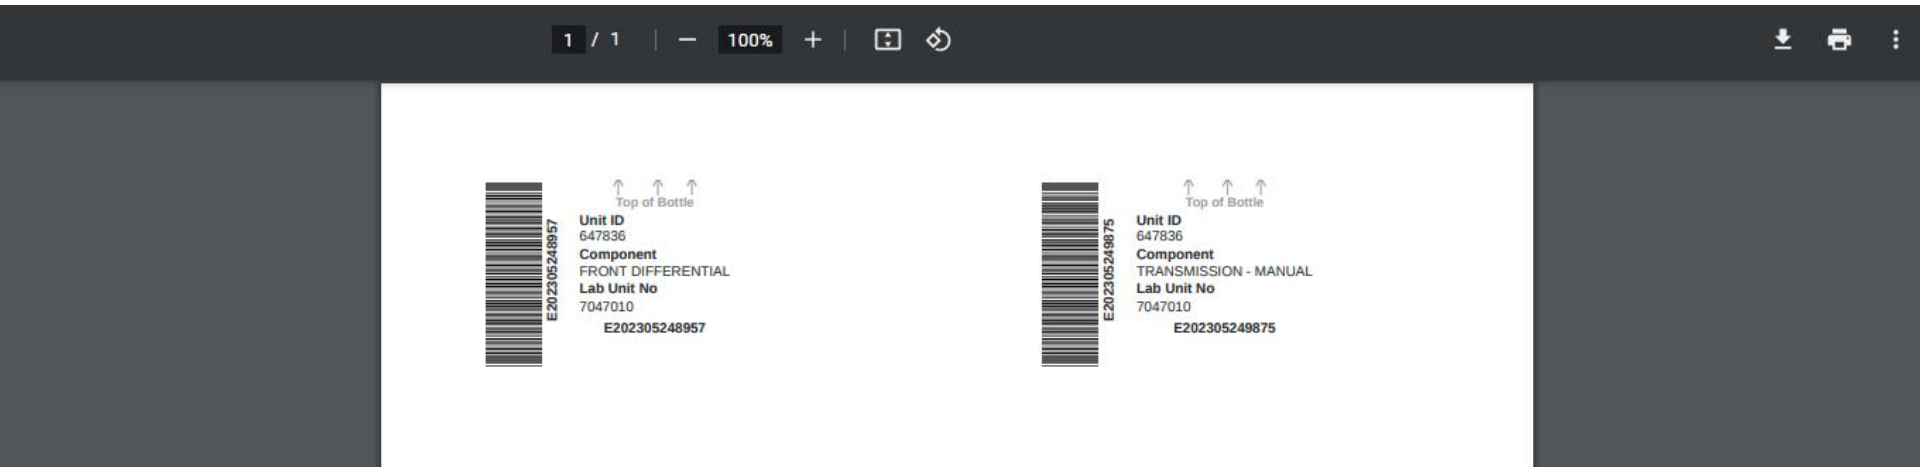 1 / 1
100%
Top of Bottle
E202305248957
Unit ID
647836
Component
FRONT DIFFERENTIAL
Lab Unit No
7047010
E202305248957
Top of Bottle
E202305249875
Unit ID
647836
Component
TRANSMISSION - MANUAL
Lab Unit No
7047010
E202305249875